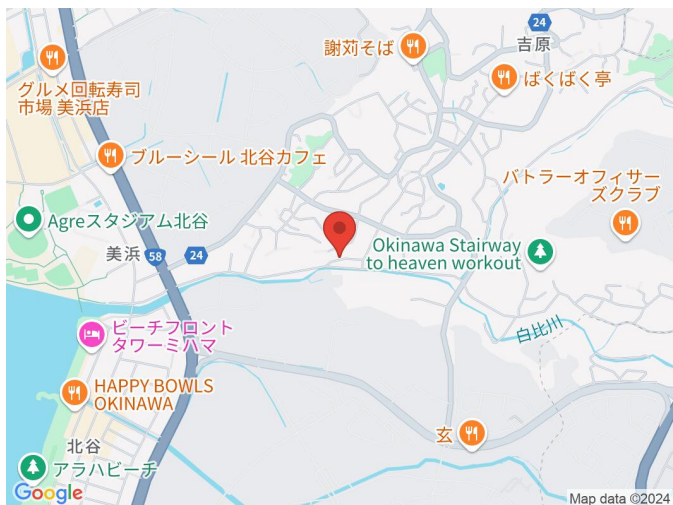 24
謝苅そば
吉原
グルメ回転寿司
市場 美浜店
ばくばく亭
ブルーシール 北谷カフェ
バトラーオフィサー
ズクラブ
Agreスタジアム北谷
美浜
58
24
Okinawa Stairway
to heaven workout
白比川
ビーチフロント
タワーミハマ
HAPPY BOWLS
OKINAWA
玄
北谷
アラハビーチ
Google
Map data ©2024